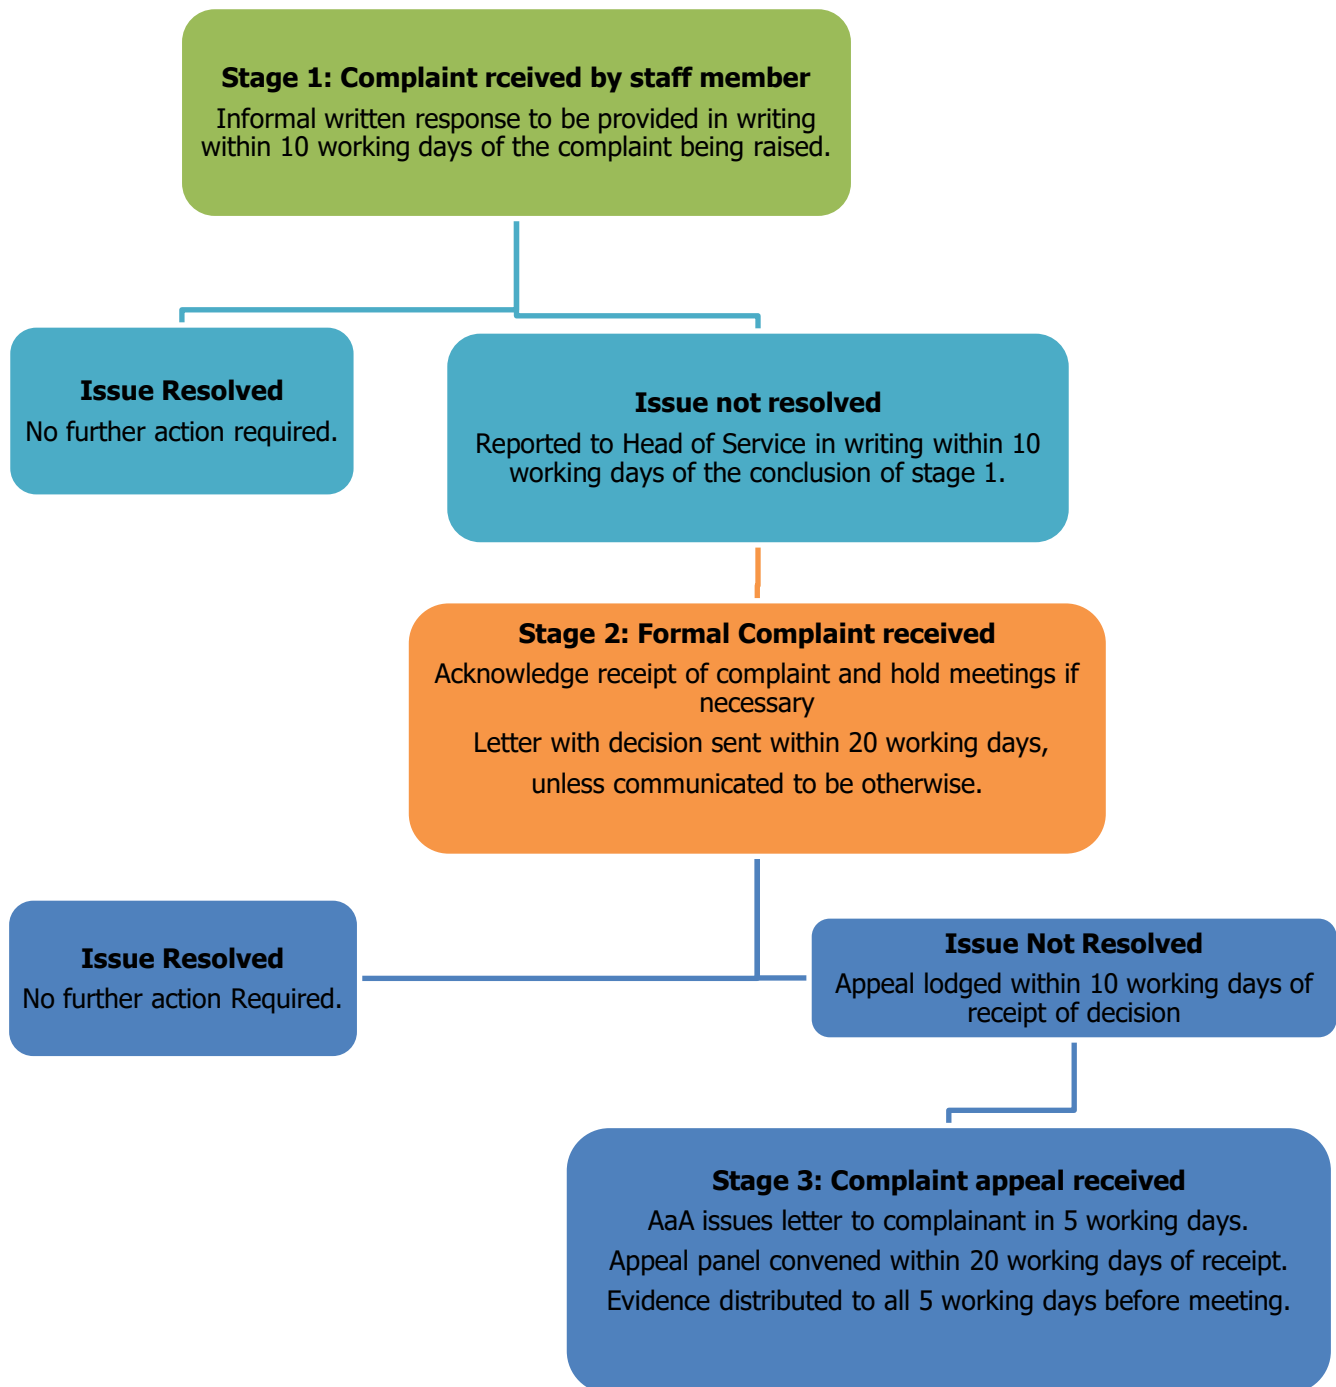 Stage 1: Complaint rceived by staff member
Informal written response to be provided in writing
within 10 working days of the complaint being raised.
Issue Resolved
No further action required.
Issue not resolved
Reported to Head of Service in writing within 10
working days of the conclusion of stage 1.
Stage 2: Formal Complaint received
Acknowledge receipt of complaint and hold meetings if
necessary
Letter with decision sent within 20 working days,
unless communicated to be otherwise.
Issue Resolved
No further action Required.
Issue Not Resolved
Appeal lodged within 10 working days of
receipt of decision
Stage 3: Complaint appeal received
AaA issues letter to complainant in 5 working days.
Appeal panel convened within 20 working days of receipt.
Evidence distributed to all 5 working days before meeting.